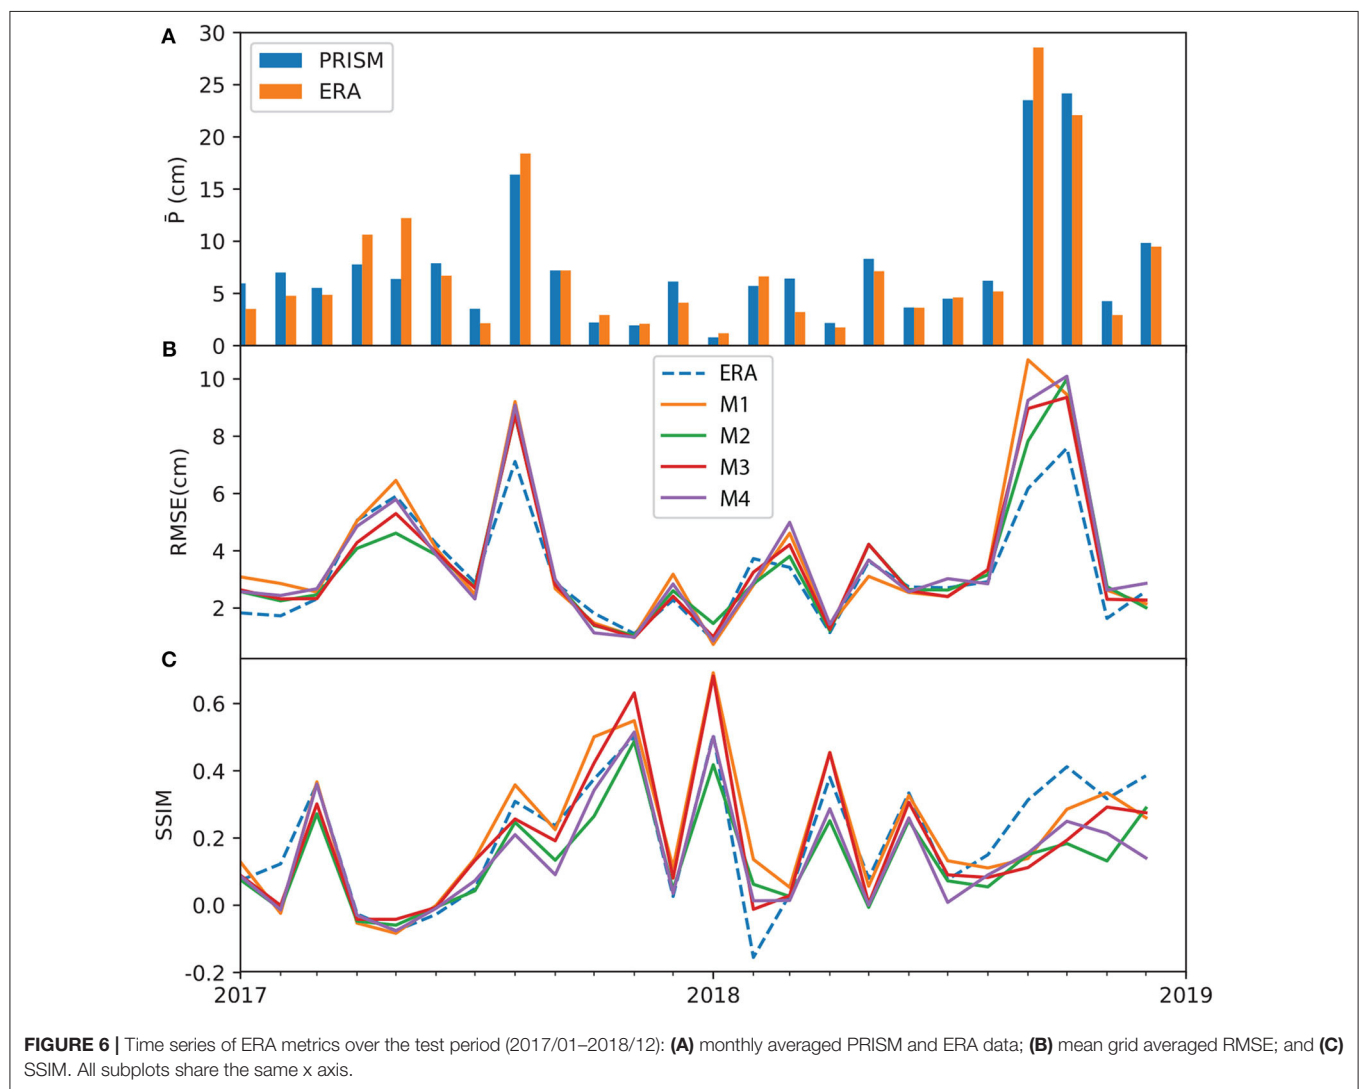 A
30
25
20
15
10
5
0
P̄ (cm)
PRISM
ERA
B
10
8
6
4
2
RMSE(cm)
ERA
M1
M2
M3
M4
C
0.6
0.4
0.2
0.0
-0.2
SSIM
2017
2018
2019
FIGURE 6 | Time series of ERA metrics over the test period (2017/01–2018/12): (A) monthly averaged PRISM and ERA data; (B) mean grid averaged RMSE; and (C)
SSIM. All subplots share the same x axis.